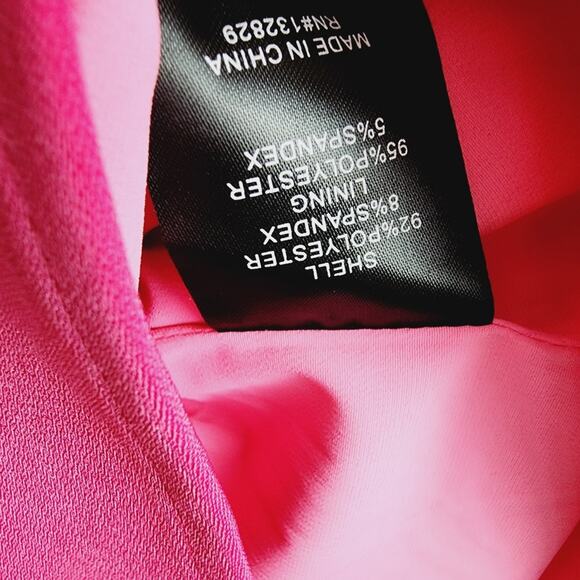 SHELL
92%POLYESTER
8%SPANDEX
LINING
95%POLYESTER
5%SPANDEX
MADE IN CHINA
RN#132829